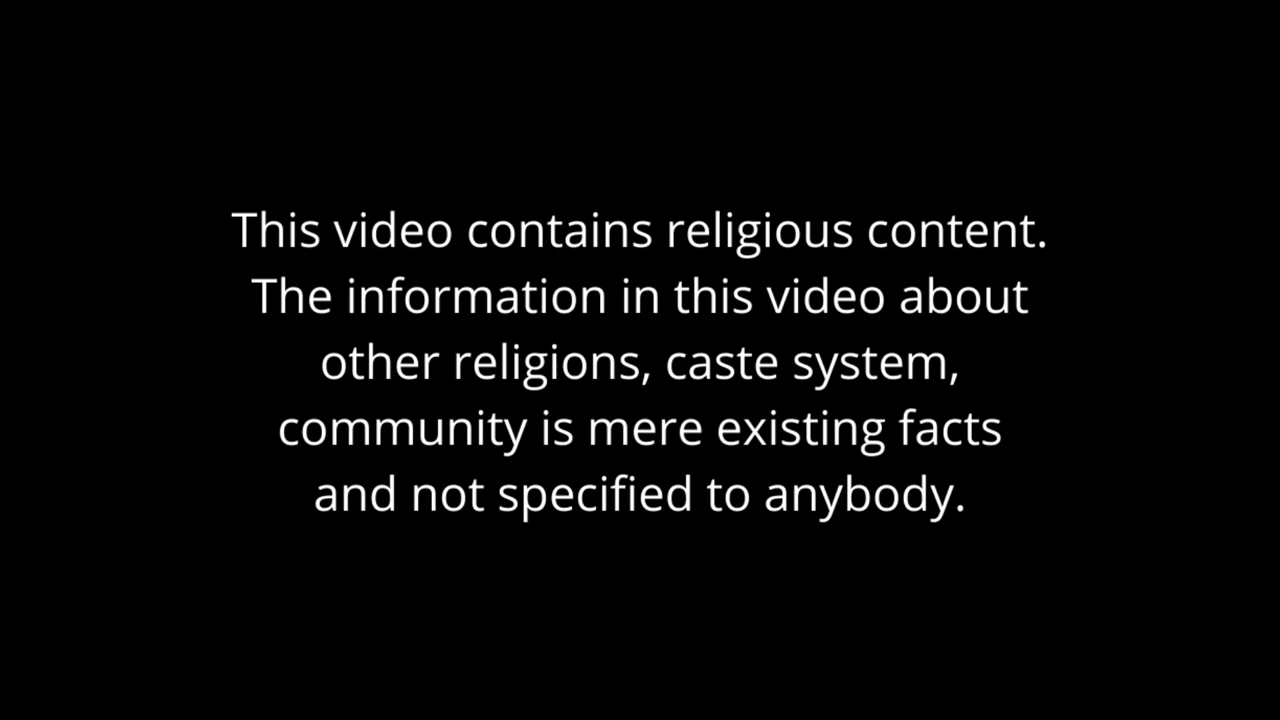 This video contains religious content.
The information in this video about
other religions, caste system,
community is mere existing facts
and not specified to anybody.